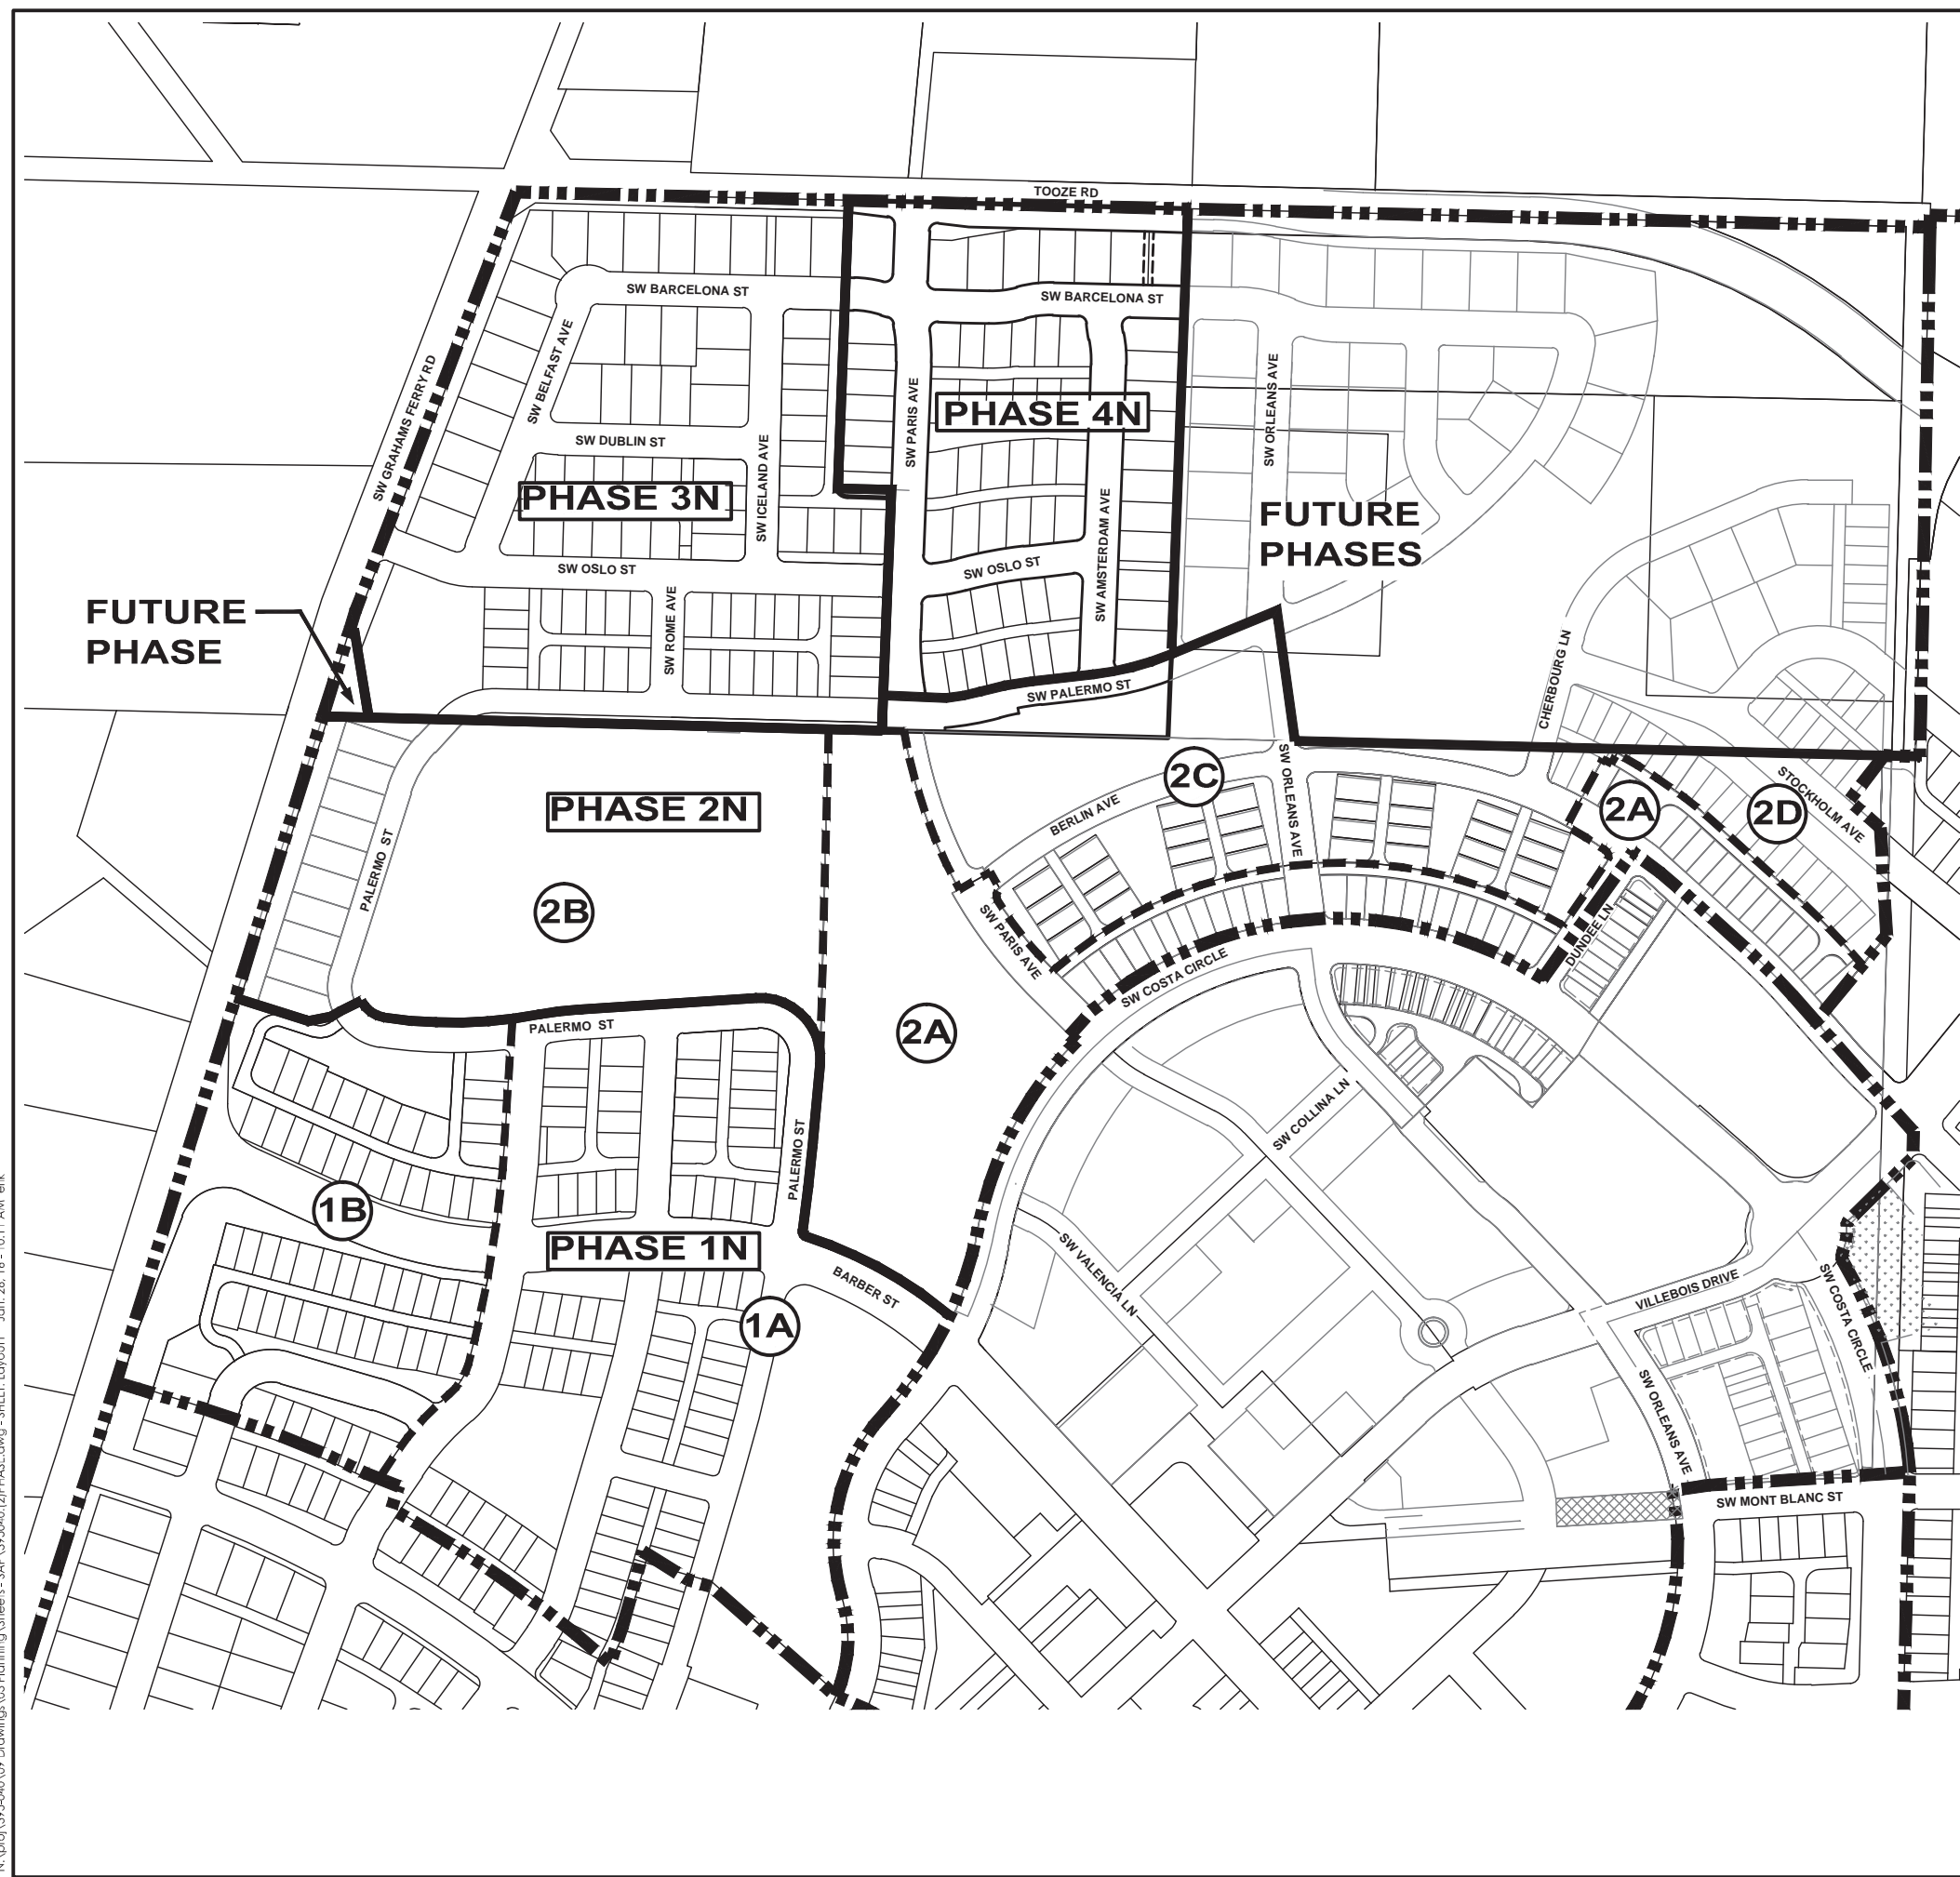 TOOZE RD
SW BARCELONA ST
SW BARCELONA ST
SW GRAHAMS FERRY RD
SW BELFAST AVE
SW PARIS AVE
PHASE 4N
SW ORLEANS AVE
SW DUBLIN ST
PHASE 3N
SW ICELAND AVE
SW AMSTERDAM AVE
FUTURE
PHASES
SW OSLO ST
SW OSLO ST
FUTURE
PHASE
SW ROME AVE
SW PALERMO ST
CHERBOURG LN
2C
SW ORLEANS AVE
STOCKHOLM AVE
PHASE 2N
BERLIN AVE
2A
2D
PALERMO ST
2B
SW PARIS AVE
DUNDEE LN
SW COSTA CIRCLE
2A
PALERMO ST
SW COLLINA LN
PALERMO ST
1B
PHASE 1N
SW VALENCIA LN
BARBER ST
VILLEBOIS DRIVE
SW COSTA CIRCLE
1A
SW ORLEANS AVE
SW MONT BLANC ST